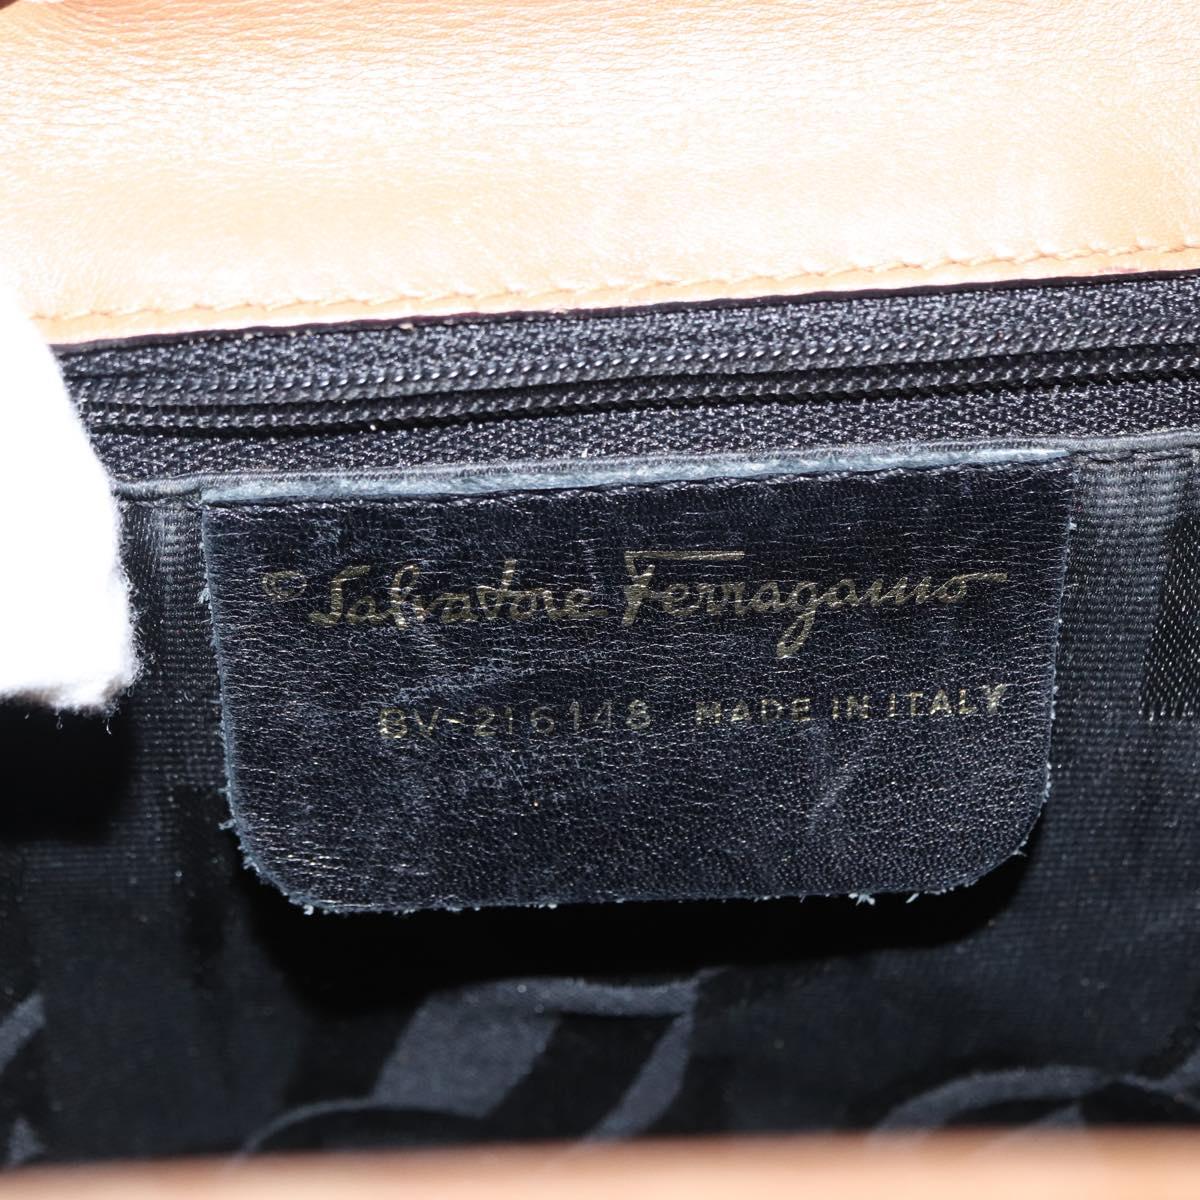 © Salvatore Ferragamo
BV-216148 MADE IN ITALY